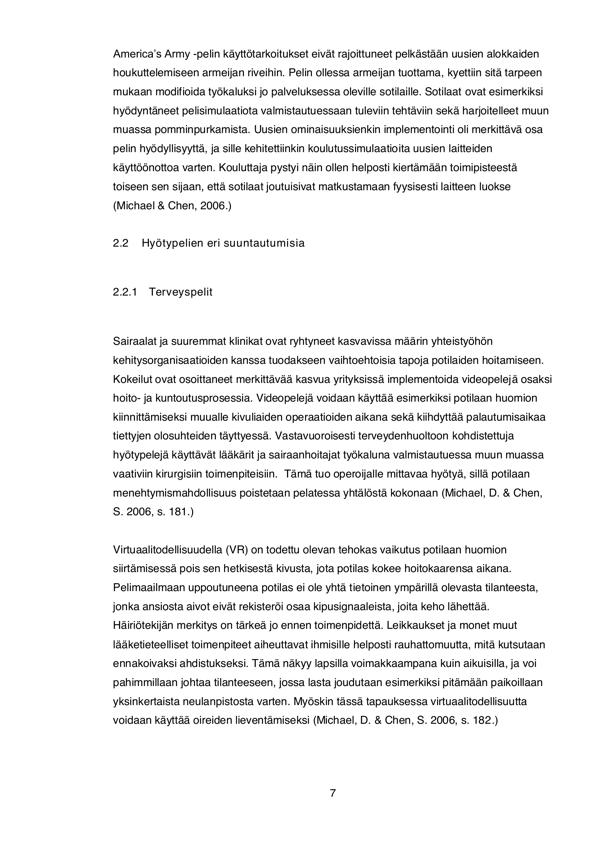 America's Army -pelin käyttötarkoitukset eivät rajoittuneet pelkästään uusien alokkaiden
houkuttelemiseen armeijan riveihin. Pelin ollessa armeijan tuottama, kyettiin sitä tarpeen
mukaan modifioida työkaluksi jo palveluksessa oleville sotilaille. Sotilaat ovat esimerkiksi
hyödyntäneet pelisimulaatiota valmistautuessaan tuleviin tehtäviin sekä harjoitelleet muun
muassa pomminpurkamista. Uusien ominaisuuksienkin implementointi oli merkittävä osa
pelin hyödyllisyyttä, ja sille kehitettiinkin koulutussimulaatioita uusien laitteiden
käyttöönottoa varten. Kouluttaja pystyi näin ollen helposti kiertämään toimipisteestä
toiseen sen sijaan, että sotilaat joutuisivat matkustamaan fyysisesti laitteen luokse
(Michael & Chen, 2006.)
2.2 Hyötypelien eri suuntautumisia
2.2.1 Terveyspelit
Sairaalat ja suuremmat klinikat ovat ryhtyneet kasvavissa määrin yhteistyöhön
kehitysorganisaatioiden kanssa tuodakseen vaihtoehtoisia tapoja potilaiden hoitamiseen.
Kokeilut ovat osoittaneet merkittävää kasvua yrityksissä implementoida videopelejä osaksi
hoito- ja kuntoutusprosessia. Videopelejä voidaan käyttää esimerkiksi potilaan huomion
kiinnittämiseksi muualle kivuliaiden operaatioiden aikana sekä kiihdyttää palautumisaikaa
tiettyjen olosuhteiden täyttyessä. Vastavuoroisesti terveydenhuoltoon kohdistettuja
hyötypelejä käyttävät lääkärit ja sairaanhoitajat työkaluna valmistautuessa muun muassa
vaativiin kirurgisiin toimenpiteisiin.  Tämä tuo operoijalle mittavaa hyötyä, sillä potilaan
menehtymismahdollisuus poistetaan pelatessa yhtälöstä kokonaan (Michael, D. & Chen,
S. 2006, s. 181.)
Virtuaalitodellisuudella (VR) on todettu olevan tehokas vaikutus potilaan huomion
siirtämisessä pois sen hetkisestä kivusta, jota potilas kokee hoitokaarensa aikana.
Pelimaailmaan uppoutuneena potilas ei ole yhtä tietoinen ympärillä olevasta tilanteesta,
jonka ansiosta aivot eivät rekisteröi osaa kipusignaaleista, joita keho lähettää.
Häiriötekijän merkitys on tärkeä jo ennen toimenpidettä. Leikkaukset ja monet muut
lääketieteelliset toimenpiteet aiheuttavat ihmisille helposti rauhattomuutta, mitä kutsutaan
ennakoivaksi ahdistukseksi. Tämä näkyy lapsilla voimakkaampana kuin aikuisilla, ja voi
pahimmillaan johtaa tilanteeseen, jossa lasta joudutaan esimerkiksi pitämään paikoillaan
yksinkertaista neulanpistosta varten. Myöskin tässä tapauksessa virtuaalitodellisuutta
voidaan käyttää oireiden lieventämiseksi (Michael, D. & Chen, S. 2006, s. 182.)
7